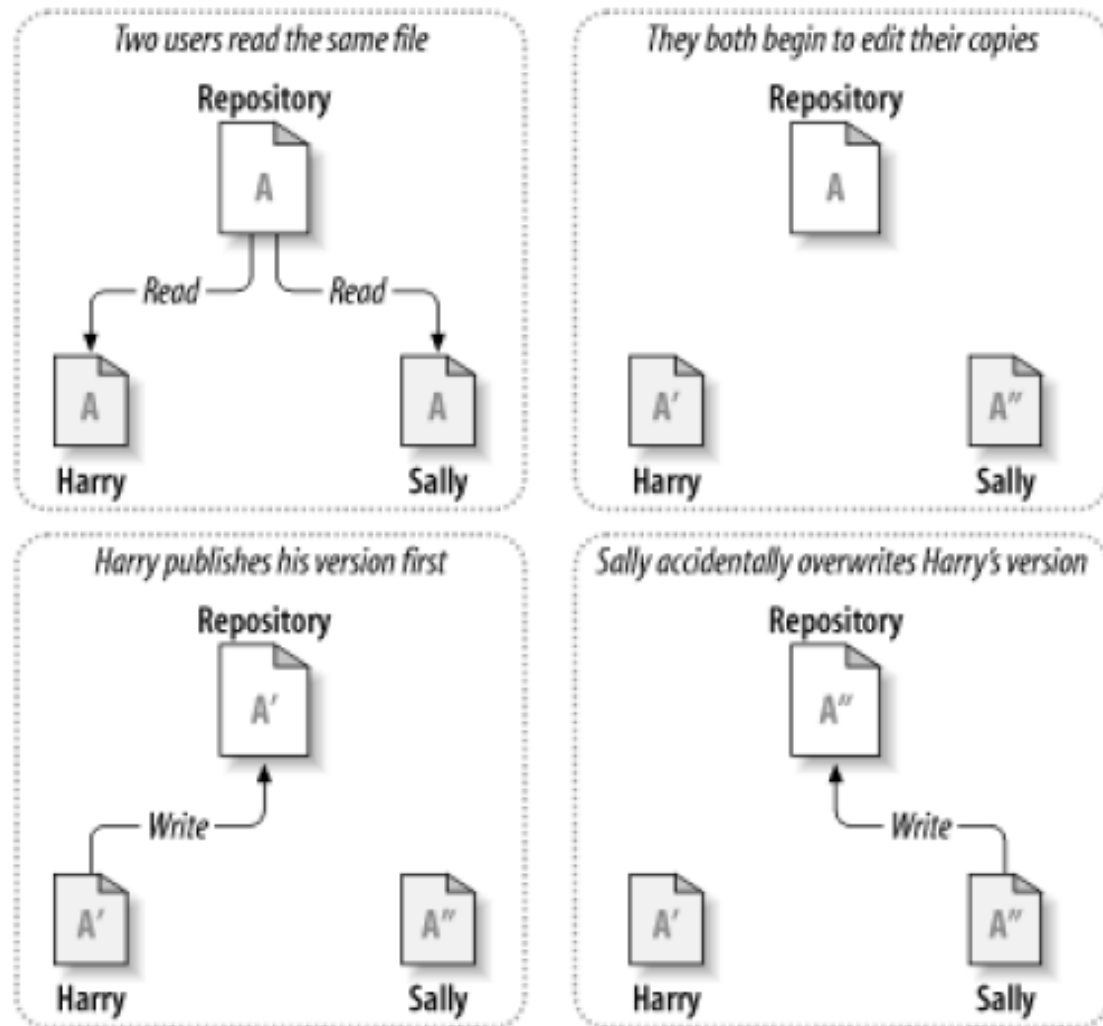 Two users read the same file
Repository
A
Read
Read
A
A
Harry
Sally
They both begin to edit their copies
Repository
A
A′
A″
Harry
Sally
Harry publishes his version first
Repository
A′
Write
A′
A″
Harry
Sally
Sally accidentally overwrites Harry’s version
Repository
A″
Write
A′
A″
Harry
Sally